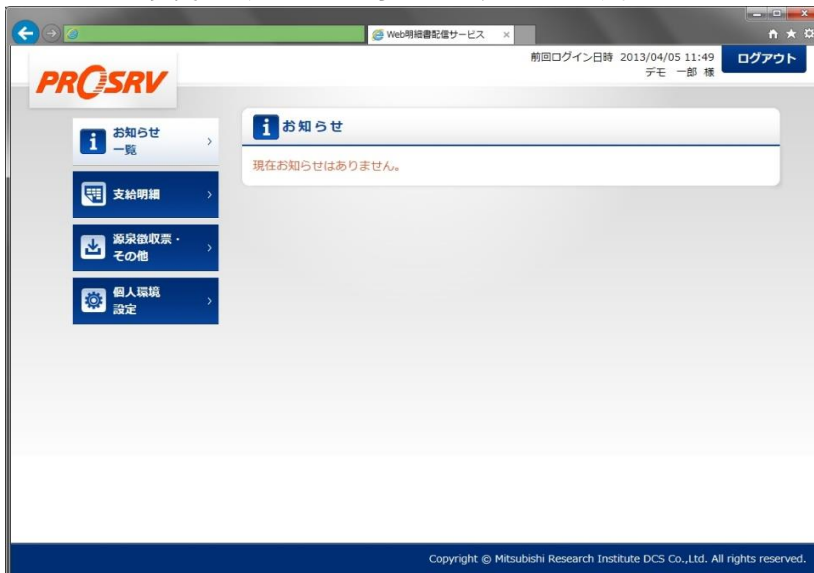 Web明細書配信サービス
前回ログイン日時 2013/04/05 11:49
デモ 一郎 様
ログアウト
PROSRV
お知らせ
一覧
支給明細
源泉徴収票・
その他
個人環境
設定
お知らせ
現在お知らせはありません。
Copyright © Mitsubishi Research Institute DCS Co.,Ltd. All rights reserved.